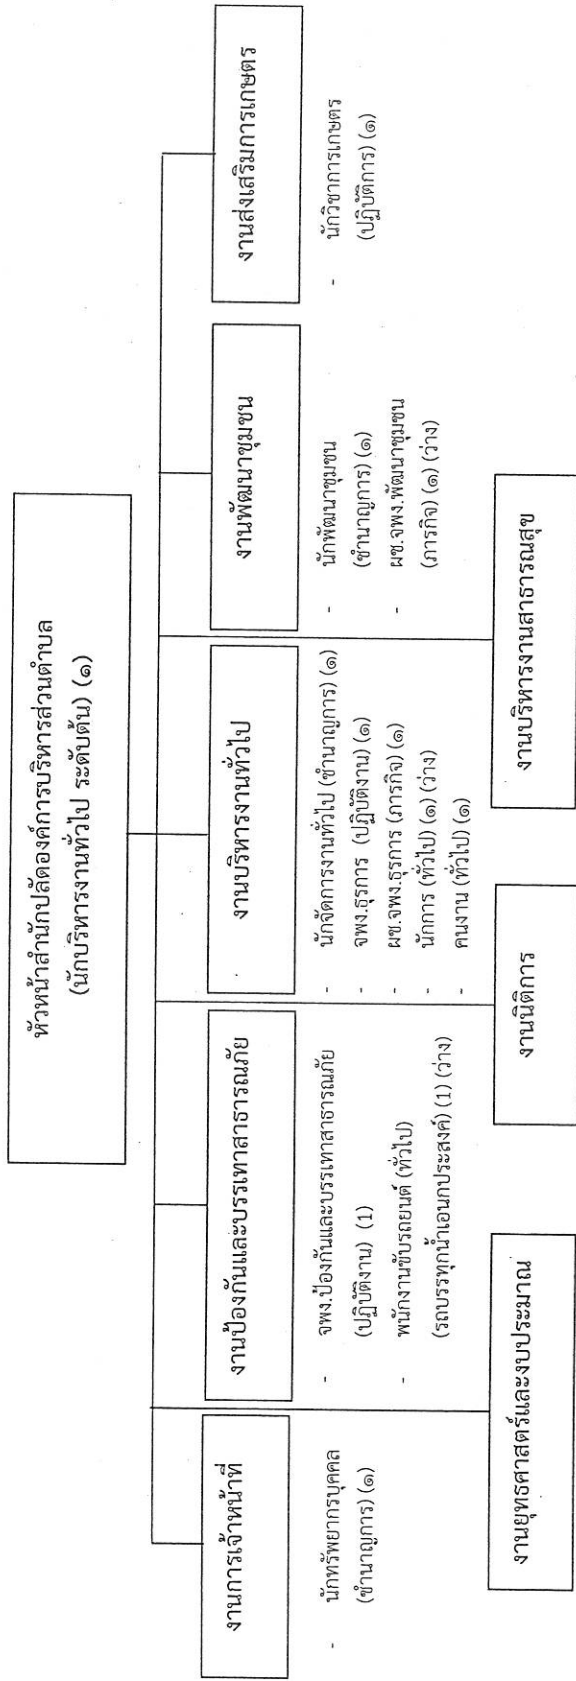 หัวหน้าสำนักปลัดองค์การบริหารส่วนตำบล
(นักบริหารงานทั่วไป ระดับต้น) (๑)
งานการเจ้าหน้าที่
- นักทรัพยากรบุคคล
(ชำนาญการ) (๑)
งานป้องกันและบรรเทาสาธารณภัย
- จพง.ป้องกันและบรรเทาสาธารณภัย
(ปฏิบัติงาน) (1)
- พนักงานขับรถยนต์ (ทั่วไป)
(รถบรรทุกน้ำเอนกประสงค์) (1) (ว่าง)
งานบริหารงานทั่วไป
- นักจัดการงานทั่วไป (ชำนาญการ) (๑)
- จพง.ธุรการ (ปฏิบัติงาน) (๑)
- ผช.จพง.ธุรการ (ภารกิจ) (๑)
- นักการ (ทั่วไป) (๑) (ว่าง)
- คนงาน (ทั่วไป) (๑)
งานพัฒนาชุมชน
- นักพัฒนาชุมชน
(ชำนาญการ) (๑)
- ผช.จพง.พัฒนาชุมชน
(ภารกิจ) (๑) (ว่าง)
งานส่งเสริมการเกษตร
- นักวิชาการเกษตร
(ปฏิบัติการ) (๑)
งานยุทธศาสตร์และงบประมาณ
งานนิติการ
งานบริหารงานสาธารณสุข